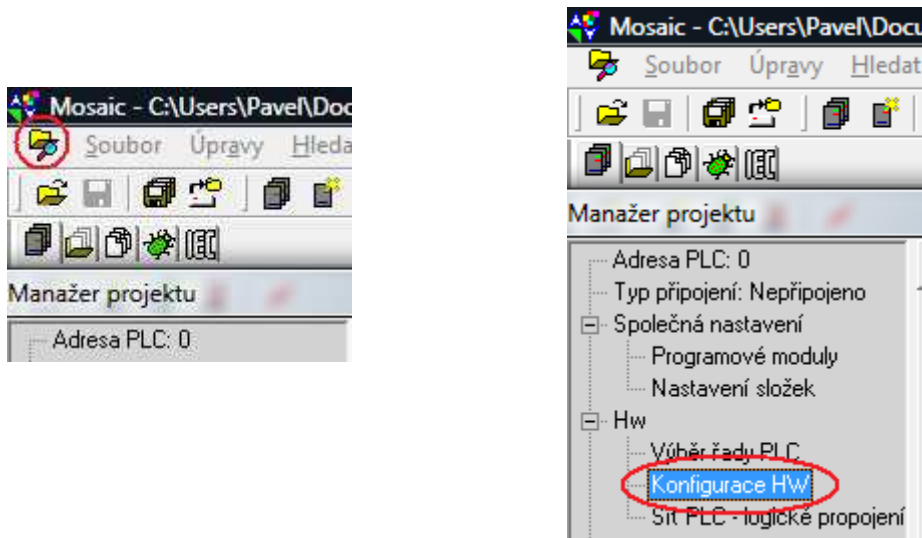 Mosaic - C:\Users\Pavel\Doc
Soubor Úpravy Hleda
Manažer projektu
Adresa PLC: 0
Mosaic - C:\Users\Pavel\Docu
Soubor Úpravy Hledat
Manažer projektu
Adresa PLC: 0
Typ připojení: Nepřipojeno
Společná nastavení
Programové moduly
Nastavení složek
Hw
Výběr řady PLC
Konfigurace HW
Síť PLC - logické propojení